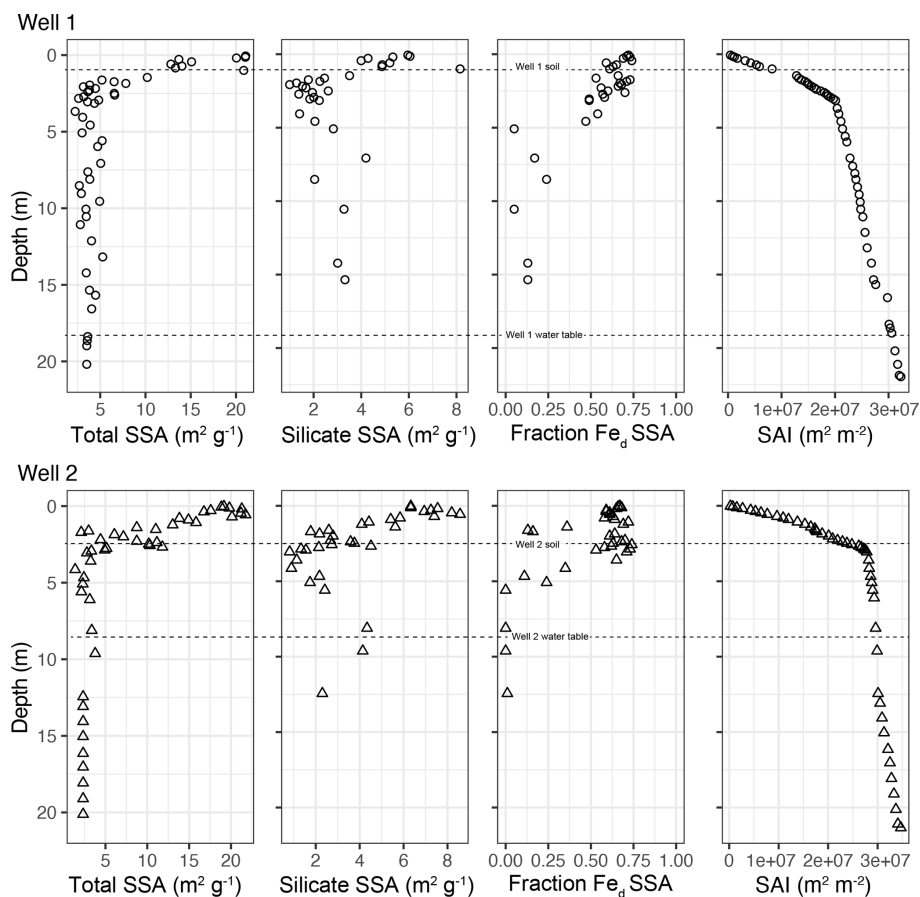 Well 1
0
5
10
15
20
Depth (m)
Well 1 soil
Well 1 water table
5 10 15 20
2 4 6 8
0.00 0.25 0.50 0.75 1.00
0 1e+07 2e+07 3e+07
Total SSA (m² g⁻¹)
Silicate SSA (m² g⁻¹)
Fraction Fe_d SSA
SAI (m² m⁻²)
Well 2
0
5
10
15
20
Depth (m)
Well 2 soil
Well 2 water table
5 10 15 20
2 4 6 8
0.00 0.25 0.50 0.75 1.00
0 1e+07 2e+07 3e+07
Total SSA (m² g⁻¹)
Silicate SSA (m² g⁻¹)
Fraction Fe_d SSA
SAI (m² m⁻²)